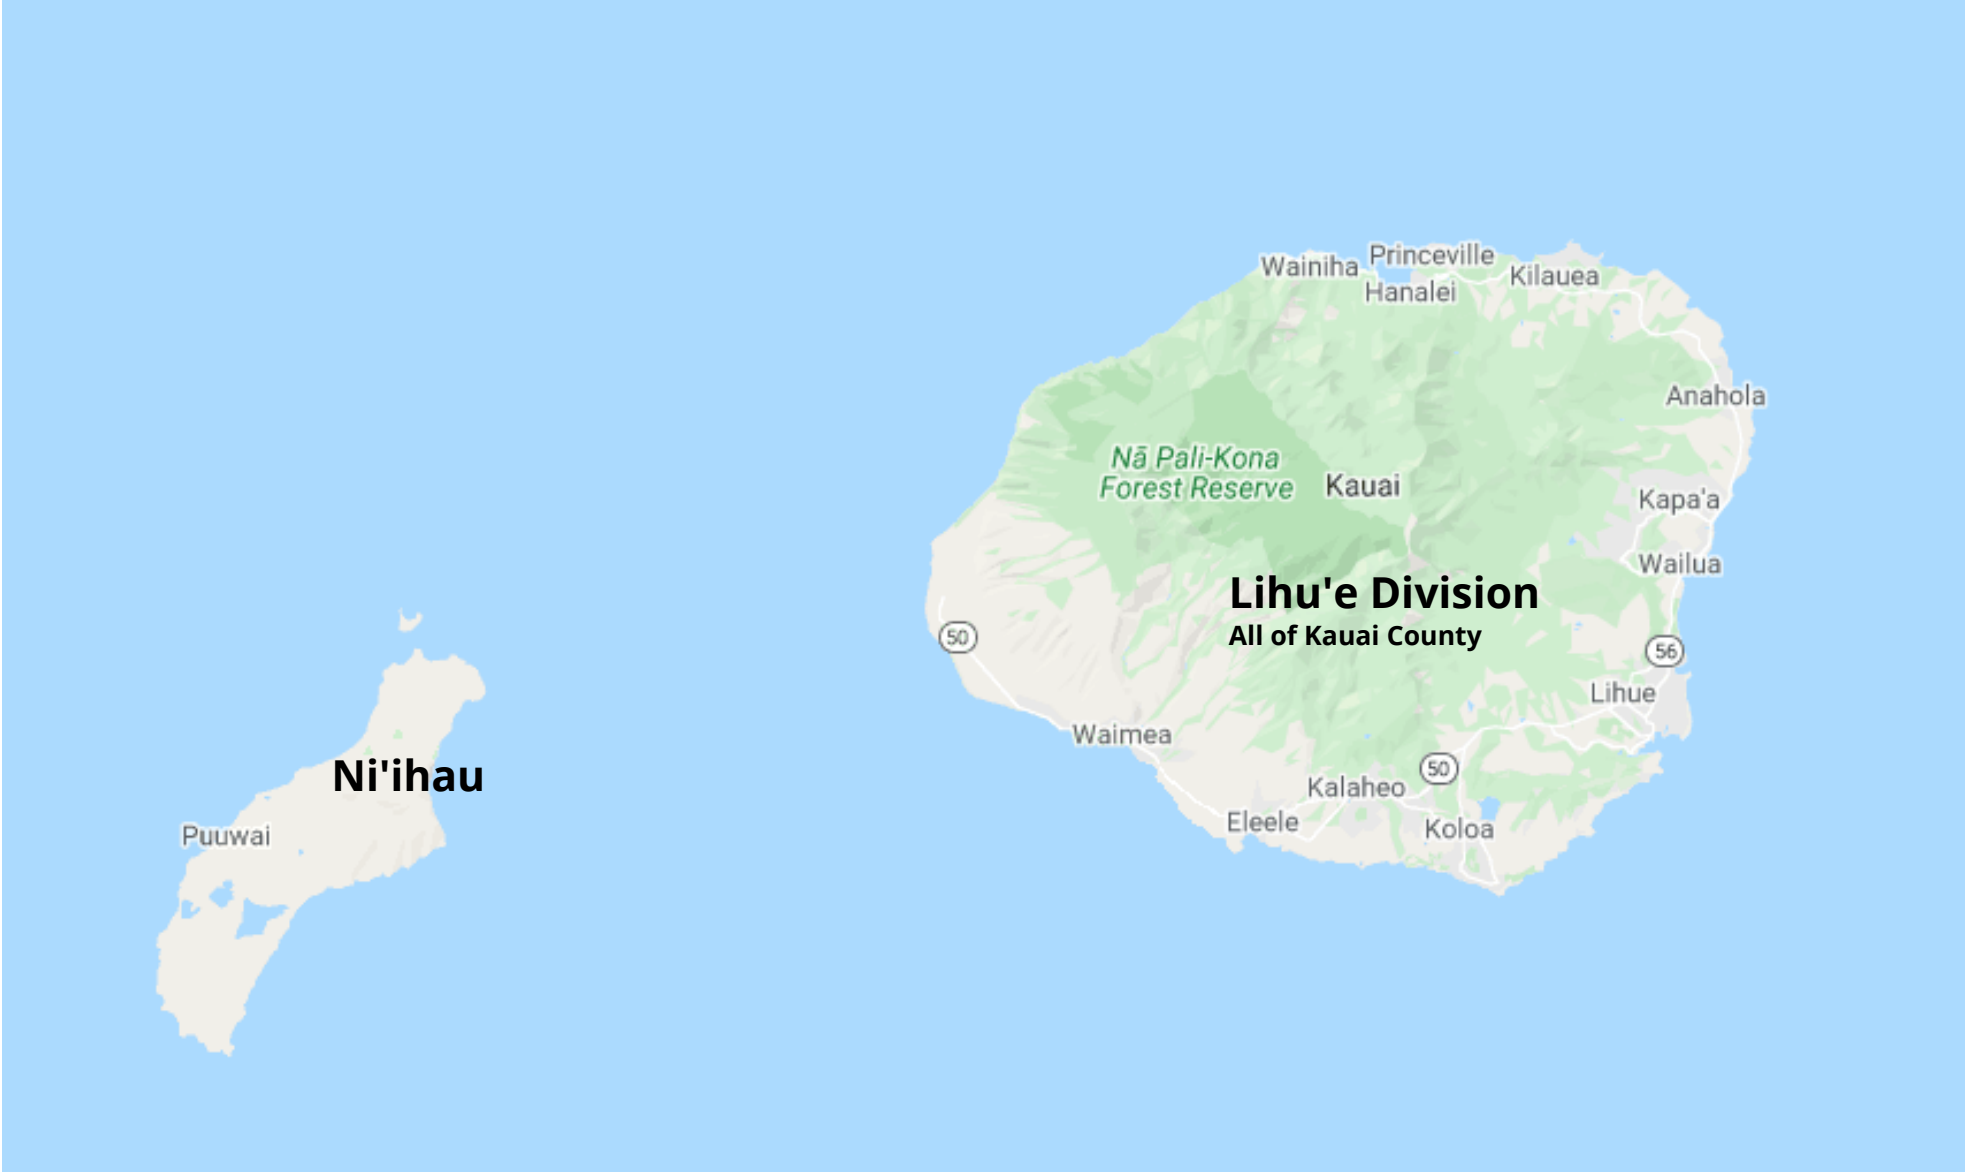 Wainiha
Princeville
Hanalei
Kilauea
Anahola
Nā Pali-Kona
Forest Reserve
Kauai
Kapa'a
Wailua
Lihu'e Division
All of Kauai County
50
56
Lihue
Waimea
50
Kalaheo
Eleele
Koloa
Ni'ihau
Puuwai